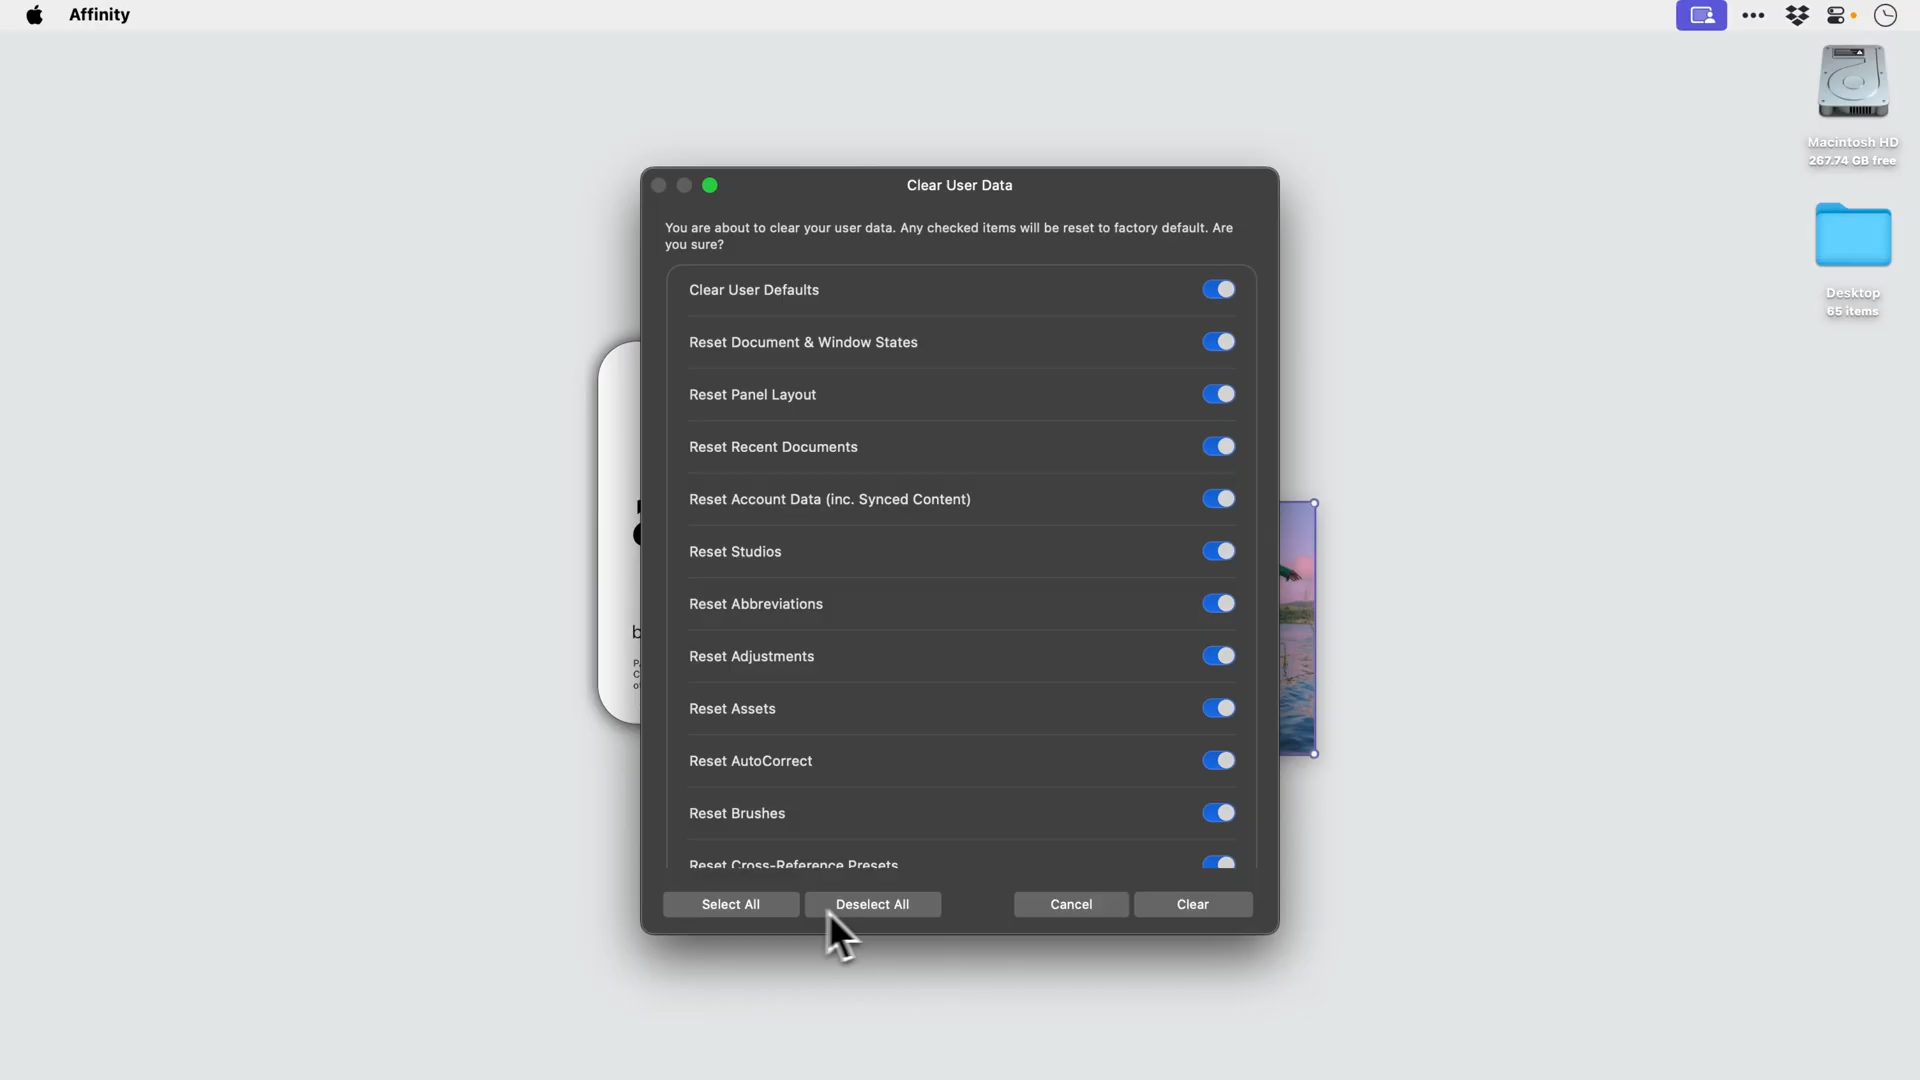 Affinity
Macintosh HD
267.74 GB free
Desktop
65 items
Clear User Data
You are about to clear your user data. Any checked items will be reset to factory default. Are
you sure?
Clear User Defaults
Reset Document & Window States
Reset Panel Layout
Reset Recent Documents
Reset Account Data (inc. Synced Content)
Reset Studios
Reset Abbreviations
Reset Adjustments
Reset Assets
Reset AutoCorrect
Reset Brushes
Reset Cross-Reference Presets
Select All
Deselect All
Cancel
Clear